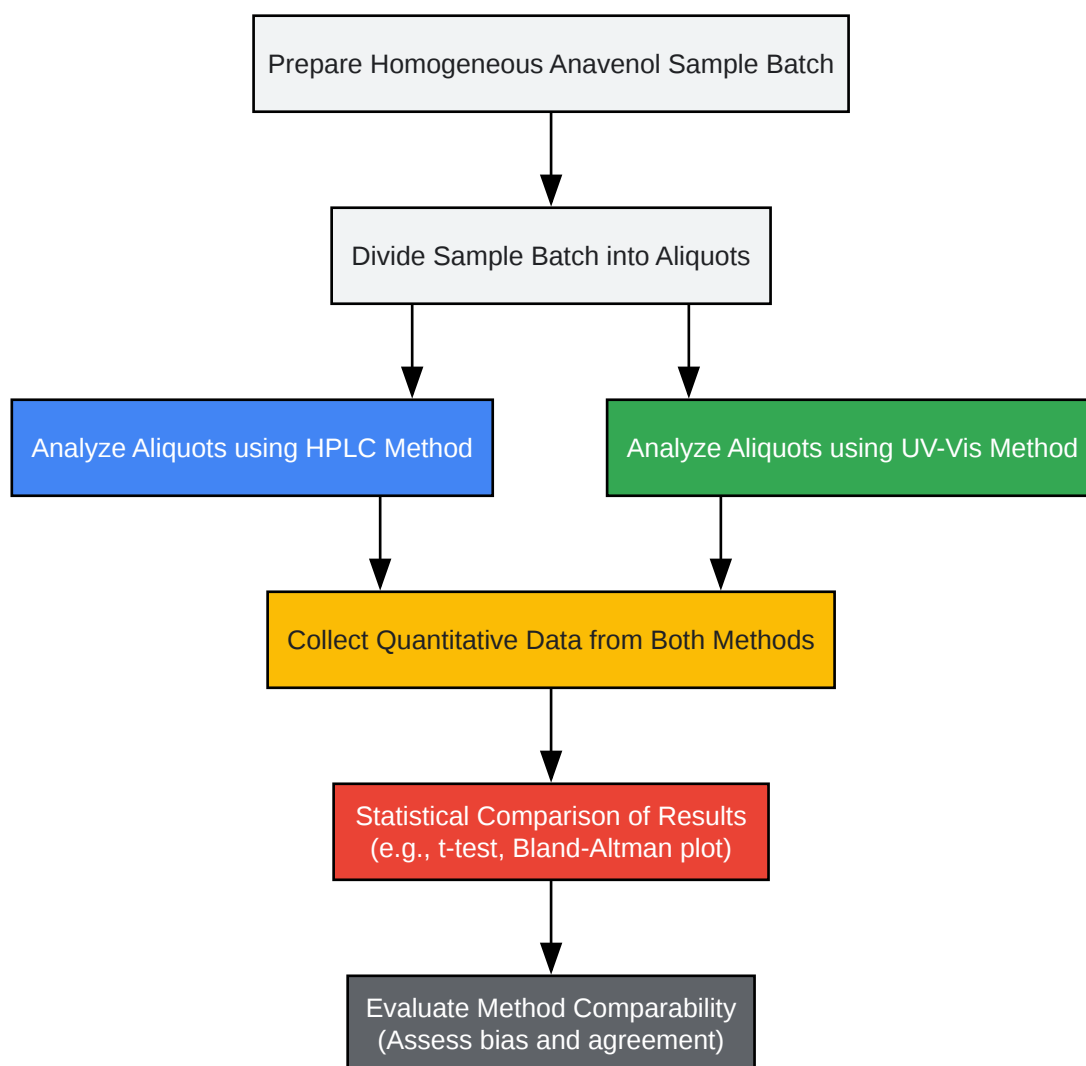 Prepare Homogeneous Anavenol Sample Batch
Divide Sample Batch into Aliquots
Analyze Aliquots using HPLC Method
Analyze Aliquots using UV-Vis Method
Collect Quantitative Data from Both Methods
Statistical Comparison of Results
(e.g., t-test, Bland-Altman plot)
Evaluate Method Comparability
(Assess bias and agreement)